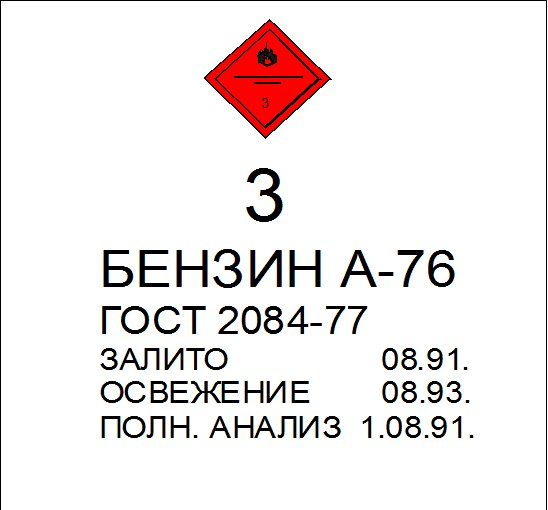 3
3
БЕНЗИН А-76
ГОСТ 2084-77
ЗАЛИТО 08.91.
ОСВЕЖЕНИЕ 08.93.
ПОЛН. АНАЛИЗ 1.08.91.